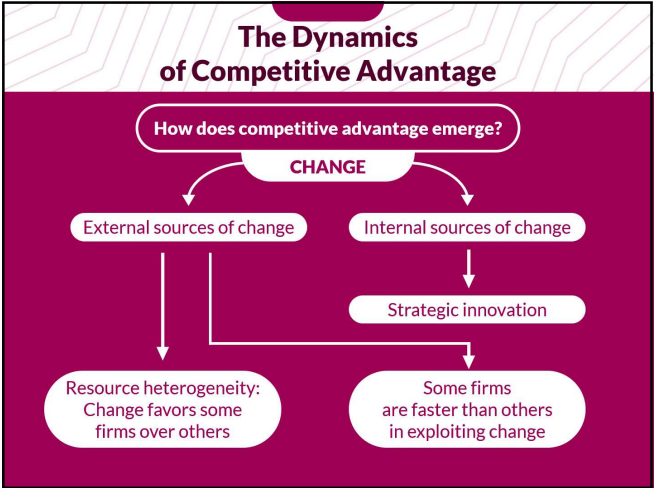 The Dynamics
of Competitive Advantage
How does competitive advantage emerge?
CHANGE
External sources of change
Internal sources of change
Strategic innovation
Resource heterogeneity:
Change favors some
firms over others
Some firms
are faster than others
in exploiting change